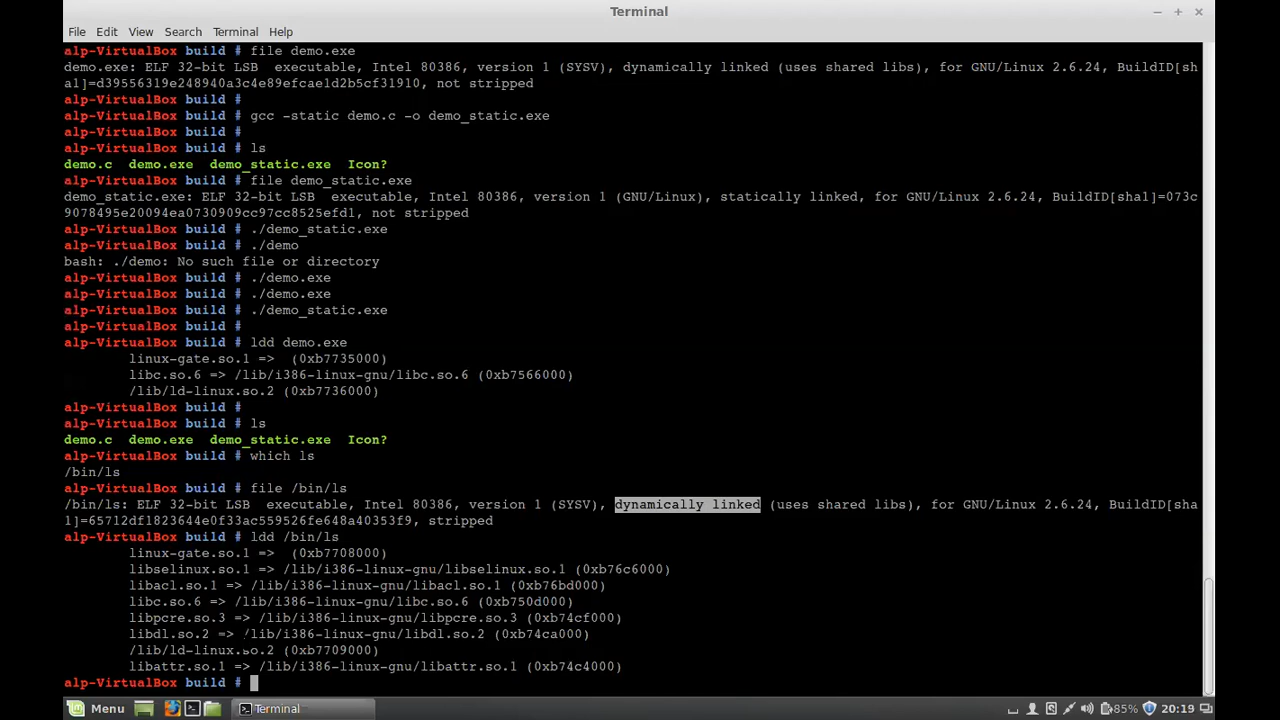 Terminal
File Edit View Search Terminal Help
alp-VirtualBox build # file demo.exe
demo.exe: ELF 32-bit LSB  executable, Intel 80386, version 1 (SYSV), dynamically linked (uses shared libs), for GNU/Linux 2.6.24, BuildID[sh
a1]=d39556319e248940a3c4e89efcae1d2b5cf31910, not stripped
alp-VirtualBox build #
alp-VirtualBox build # gcc -static demo.c -o demo_static.exe
alp-VirtualBox build #
alp-VirtualBox build # ls
demo.c  demo.exe  demo_static.exe  Icon?
alp-VirtualBox build # file demo_static.exe
demo_static.exe: ELF 32-bit LSB  executable, Intel 80386, version 1 (GNU/Linux), statically linked, for GNU/Linux 2.6.24, BuildID[sha1]=073c
9078495e20094ea0730909cc97cc8525efd1, not stripped
alp-VirtualBox build # ./demo_static.exe
alp-VirtualBox build # ./demo
bash: ./demo: No such file or directory
alp-VirtualBox build # ./demo.exe
alp-VirtualBox build # ./demo.exe
alp-VirtualBox build # ./demo_static.exe
alp-VirtualBox build #
alp-VirtualBox build # ldd demo.exe
linux-gate.so.1 =>  (0xb7735000)
libc.so.6 => /lib/i386-linux-gnu/libc.so.6 (0xb7566000)
/lib/ld-linux.so.2 (0xb7736000)
alp-VirtualBox build #
alp-VirtualBox build # ls
demo.c  demo.exe  demo_static.exe  Icon?
alp-VirtualBox build # which ls
/bin/ls
alp-VirtualBox build # file /bin/ls
/bin/ls: ELF 32-bit LSB  executable, Intel 80386, version 1 (SYSV), dynamically linked (uses shared libs), for GNU/Linux 2.6.24, BuildID[sha
1]=65712df1823644e0f33ac559526fe648a40353f9, stripped
alp-VirtualBox build # ldd /bin/ls
linux-gate.so.1 =>  (0xb7708000)
libselinux.so.1 => /lib/i386-linux-gnu/libselinux.so.1 (0xb76c6000)
libacl.so.1 => /lib/i386-linux-gnu/libacl.so.1 (0xb76bd000)
libc.so.6 => /lib/i386-linux-gnu/libc.so.6 (0xb750d000)
libpcre.so.3 => /lib/i386-linux-gnu/libpcre.so.3 (0xb74cf000)
libdl.so.2 => /lib/i386-linux-gnu/libdl.so.2 (0xb74ca000)
/lib/ld-linux.so.2 (0xb7709000)
libattr.so.1 => /lib/i386-linux-gnu/libattr.so.1 (0xb74c4000)
alp-VirtualBox build #
Menu Terminal 85% 20:19